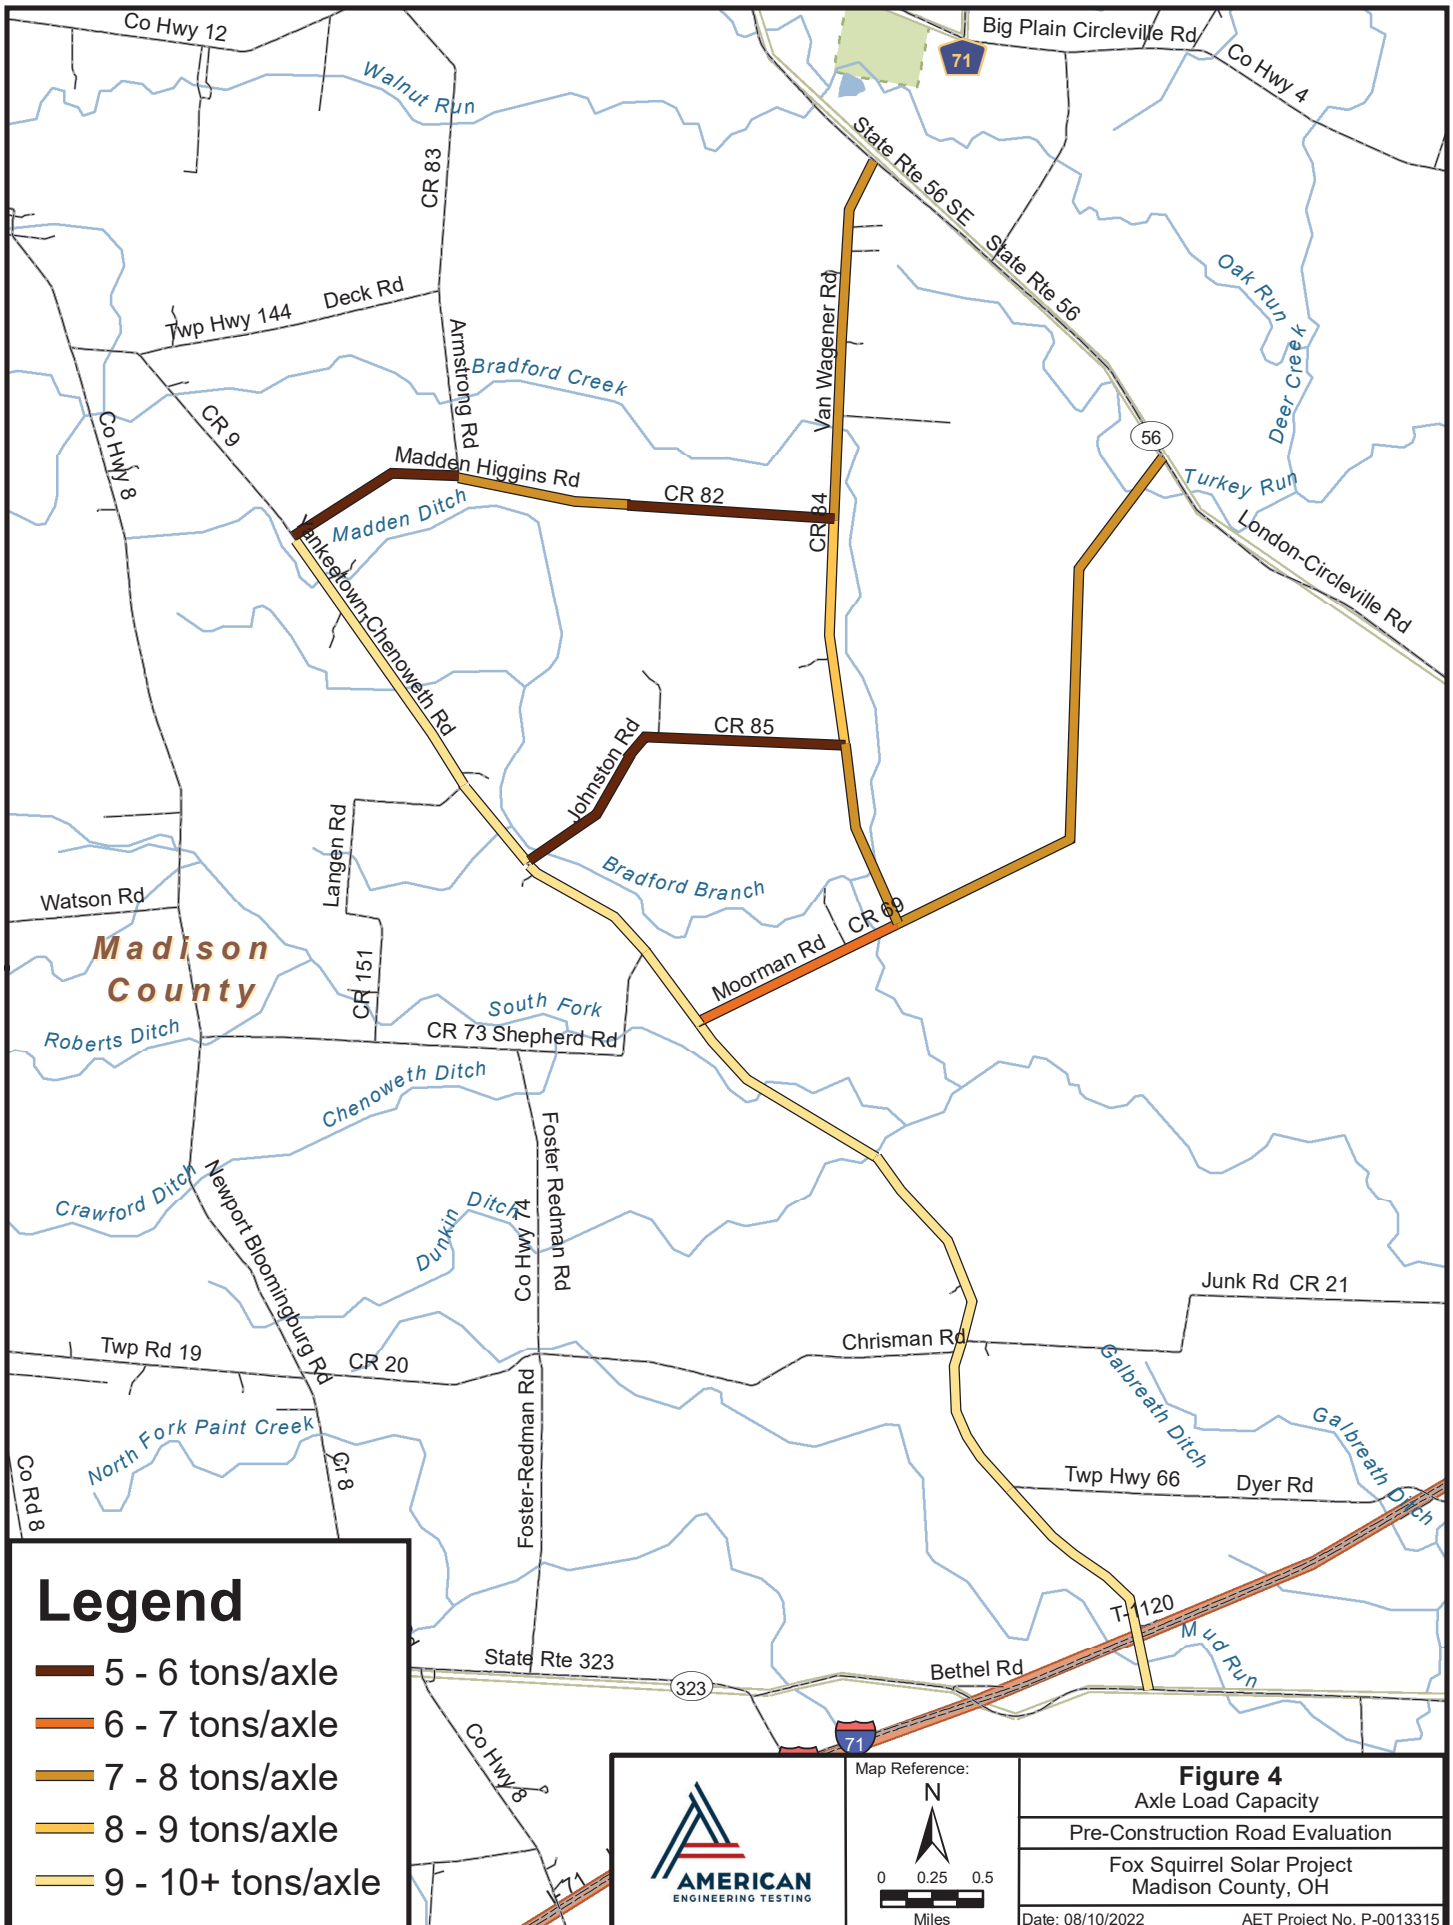 Co Hwy 12
Big Plain Circleville Rd
71
Co Hwy 4
Walnut Run
State Rte 56 SE
CR 83
State Rte 56
Oak Run
Deer Creek
Deck Rd
Twp Hwy 144
Armstrong Rd
Bradford Creek
Van Wagener Rd
CR 9
Co Hwy 8
56
Madden Higgins Rd
CR 82
CR 84
Turkey Run
London-Circleville Rd
Madden Ditch
Yankeetown-Chenoweth Rd
CR 85
Johnston Rd
Langen Rd
Bradford Branch
Watson Rd
CR 69
Moorman Rd
Madison
County
CR 151
South Fork
Roberts Ditch
CR 73 Shepherd Rd
Chenoweth Ditch
Foster Redman Rd
Crawford Ditch
Newport Bloomingburg Rd
Dunkin Ditch
Co Hwy 74
Junk Rd CR 21
Chrisman Rd
Twp Rd 19
CR 20
Galbreath Ditch
Foster-Redman Rd
Galbreath Ditch
North Fork Paint Creek
Co Rd 8
Cr 8
Twp Hwy 66
Dyer Rd
T-1120
Mud Run
State Rte 323
323
Bethel Rd
71
Co Hwy 8
I-71
Legend
5 - 6 tons/axle
6 - 7 tons/axle
7 - 8 tons/axle
8 - 9 tons/axle
9 - 10+ tons/axle
AMERICAN
ENGINEERING TESTING
Map Reference:
N
0 0.25 0.5
Miles
Figure 4
Axle Load Capacity
Pre-Construction Road Evaluation
Fox Squirrel Solar Project
Madison County, OH
Date: 08/10/2022 AET Project No. P-0013315